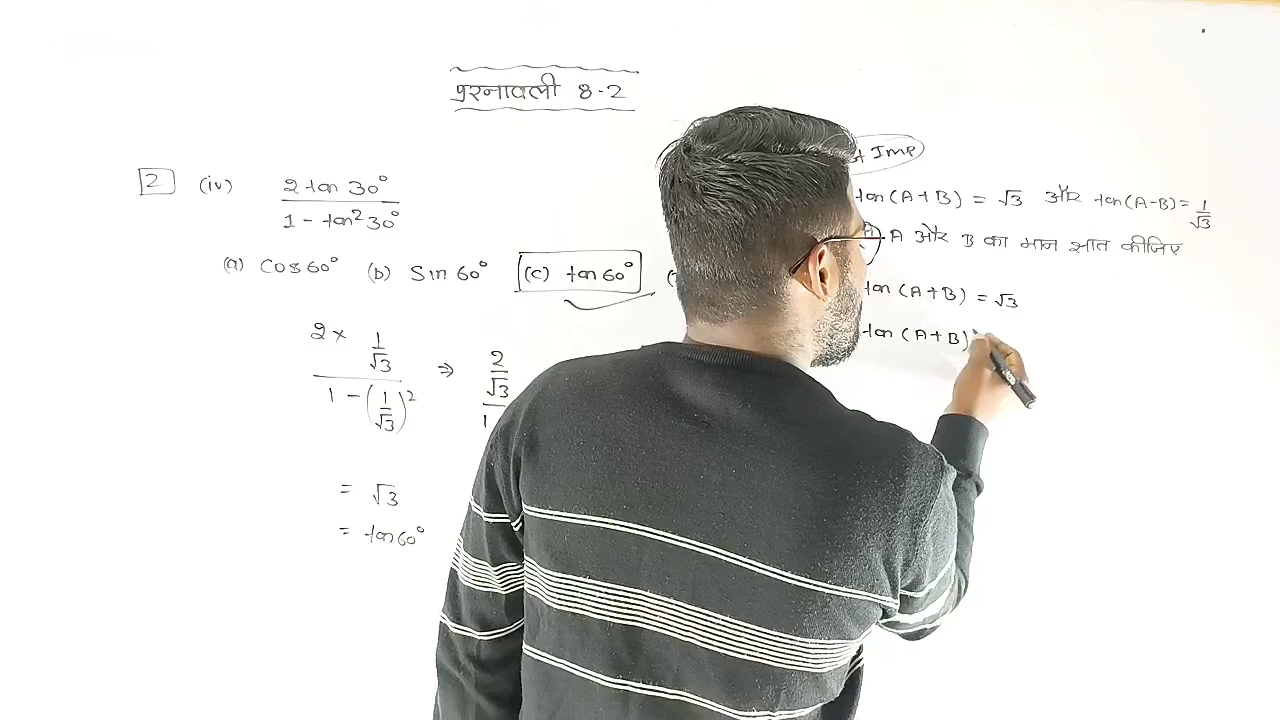 प्रश्नावली 8.2
2 (iv) 2 tan 30° / 1 - tan² 30°
(a) Cos 60° (b) Sin 60° (c) tan 60°
2 × 1/√3 / 1 - (1/√3)² ⇒ 2/√3 / 1
= √3
= tan 60°
Imp
tan (A+B) = √3 और tan (A-B) = 1/√3
A और B का मान ज्ञात कीजिए
tan (A+B) = √3
tan (A+B)